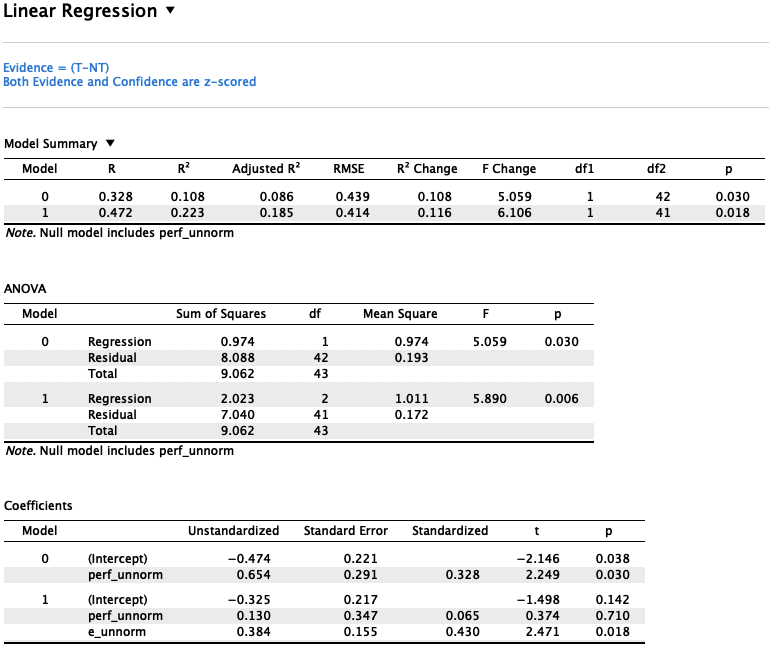 Linear Regression ▼
Evidence = (T-NT)
Both Evidence and Confidence are z-scored
Model Summary ▼
Model R R² Adjusted R² RMSE R² Change F Change df1 df2 p
0 0.328 0.108 0.086 0.439 0.108 5.059 1 42 0.030
1 0.472 0.223 0.185 0.414 0.116 6.106 1 41 0.018
Note. Null model includes perf_unnorm
ANOVA
Model Sum of Squares df Mean Square F p
0 Regression 0.974 1 0.974 5.059 0.030
Residual 8.088 42 0.193
Total 9.062 43
1 Regression 2.023 2 1.011 5.890 0.006
Residual 7.040 41 0.172
Total 9.062 43
Note. Null model includes perf_unnorm
Coefficients
Model Unstandardized Standard Error Standardized t p
0 (Intercept) −0.474 0.221 −2.146 0.038
perf_unnorm 0.654 0.291 0.328 2.249 0.030
1 (Intercept) −0.325 0.217 −1.498 0.142
perf_unnorm 0.130 0.347 0.065 0.374 0.710
e_unnorm 0.384 0.155 0.430 2.471 0.018